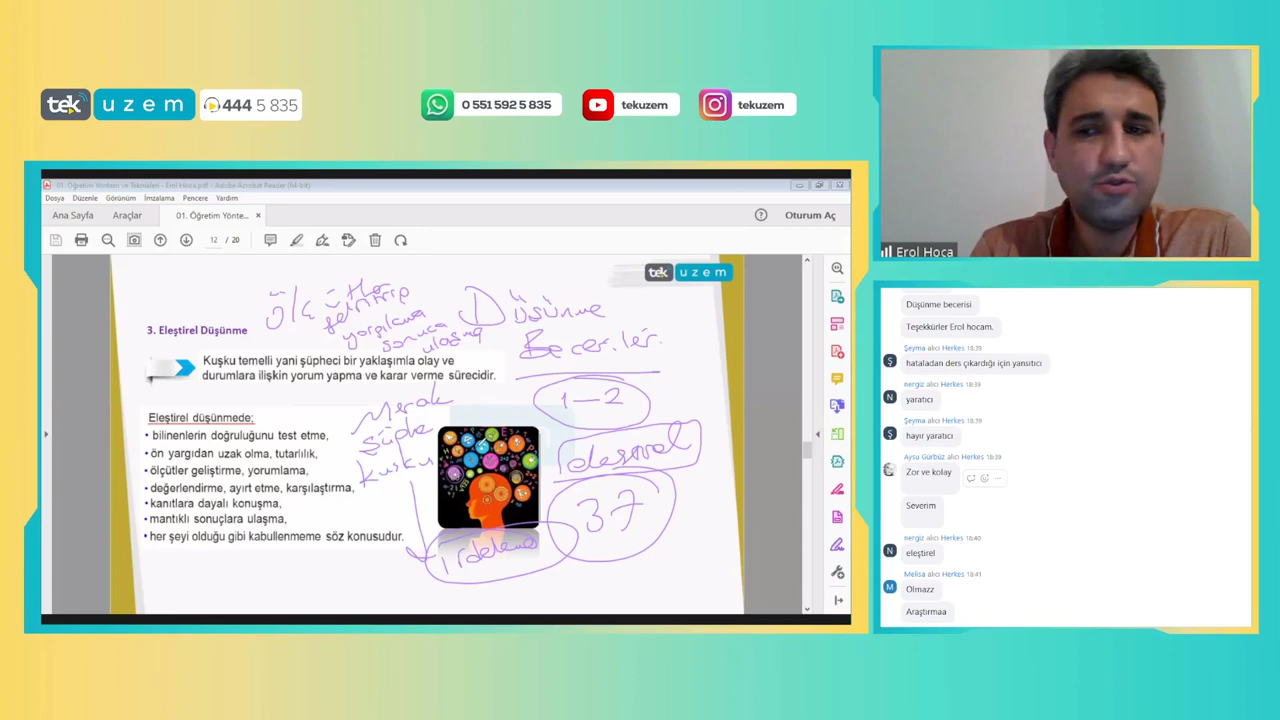 tek uzem 444 5 835
0 551 592 5 835
tekuzem
tekuzem
01. Öğretim Yöntem ve Teknikleri - Erol Hoca.pdf - Adobe Acrobat Reader (64-bit)
Dosya Düzenle Görünüm İmzalama Pencere Yardım
Ana Sayfa Araçlar 01. Öğretim Yönte... × Oturum Aç
12 / 20
tek uzem
Ölçütler
geliştirip
yorgılama
sonuca
ulaşma
Düşünme
Beceriler.
3. Eleştirel Düşünme
Kuşku temelli yani şüpheci bir yaklaşımla olay ve
durumlara ilişkin yorum yapma ve karar verme sürecidir.
1-2
Merak
şüphe
kuşku
Eleştirel düşünmede;
• bilinenlerin doğruluğunu test etme,
• ön yargıdan uzak olma, tutarlılık,
• ölçütler geliştirme, yorumlama,
• değerlendirme, ayırt etme, karşılaştırma,
• kanıtlara dayalı konuşma,
• mantıklı sonuçlara ulaşma,
• her şeyi olduğu gibi kabullenmeme söz konusudur.
37
irdeleme
Erol Hoca
Düşünme becerisi
Teşekkürler Erol hocam.
Şeyma alıcı Herkes 18:39
Ş hataladan ders çıkardığı için yansıtıcı
nergiz alıcı Herkes 18:39
N yaratıcı
Şeyma alıcı Herkes 18:39
Ş hayır yaratıcı
Aysu Gürbüz alıcı Herkes 18:39
Zor ve kolay
Severim
nergiz alıcı Herkes 18:40
N eleştirel
Melisa alıcı Herkes 18:41
M Olmazz
Araştırmaa